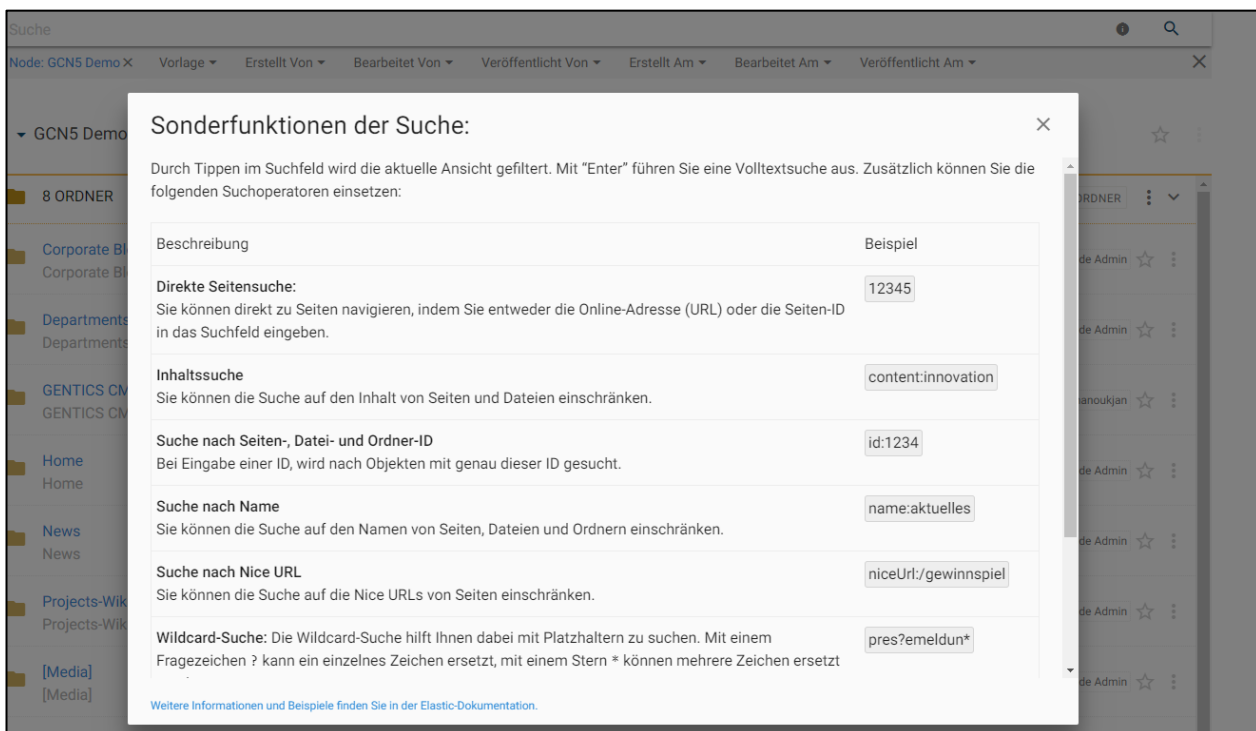 Suche
Node: GCN5 Demo × Vorlage Erstellt Von Bearbeitet Von Veröffentlicht Von Erstellt Am Bearbeitet Am Veröffentlicht Am
GCN5 Demo
Sonderfunktionen der Suche:
Durch Tippen im Suchfeld wird die aktuelle Ansicht gefiltert. Mit “Enter” führen Sie eine Volltextsuche aus. Zusätzlich können Sie die
folgenden Suchoperatoren einsetzen:
8 ORDNER
ORDNER
Beschreibung Beispiel
Corporate Bl
Corporate Bl
de Admin
Direkte Seitensuche: 12345
Sie können direkt zu Seiten navigieren, indem Sie entweder die Online-Adresse (URL) oder die Seiten-ID
in das Suchfeld eingeben.
Departments
Departments
de Admin
Inhaltssuche content:innovation
Sie können die Suche auf den Inhalt von Seiten und Dateien einschränken.
GENTICS CM
GENTICS CM
anoukjan
Suche nach Seiten-, Datei- und Ordner-ID id:1234
Bei Eingabe einer ID, wird nach Objekten mit genau dieser ID gesucht.
Home
Home
de Admin
Suche nach Name name:aktuelles
Sie können die Suche auf den Namen von Seiten, Dateien und Ordnern einschränken.
News
News
de Admin
Suche nach Nice URL niceUrl:/gewinnspiel
Sie können die Suche auf die Nice URLs von Seiten einschränken.
Projects-Wik
Projects-Wik
de Admin
Wildcard-Suche: Die Wildcard-Suche hilft Ihnen dabei mit Platzhaltern zu suchen. Mit einem pres?emeldun*
Fragezeichen ? kann ein einzelnes Zeichen ersetzt, mit einem Stern * können mehrere Zeichen ersetzt
[Media]
[Media]
de Admin
Weitere Informationen und Beispiele finden Sie in der Elastic-Dokumentation.